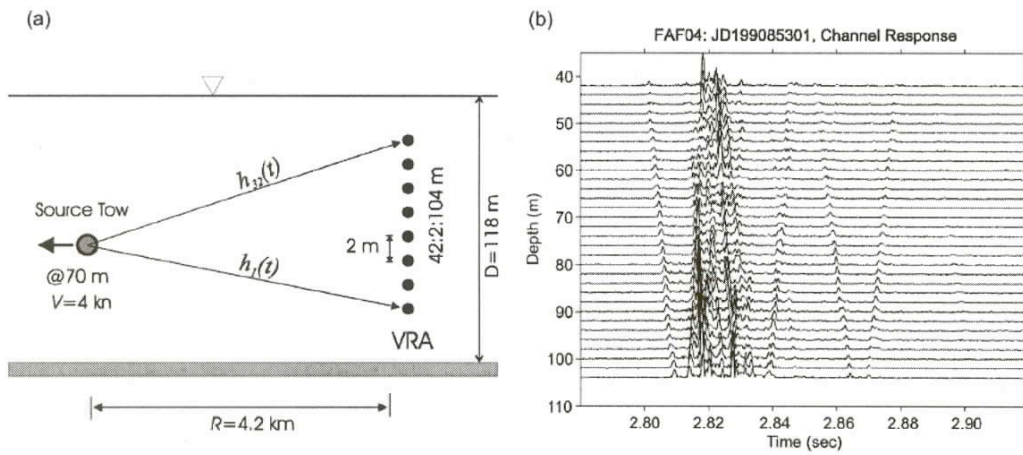 (a)
h32(t)
Source Tow
@70 m
V=4 kn
2 m
h1(t)
42:2:104 m
D=118 m
VRA
R=4.2 km
(b)
FAF04: JD199085301, Channel Response
Depth (m)
40
50
60
70
80
90
100
110
2.80
2.82
2.84
2.86
2.88
2.90
Time (sec)